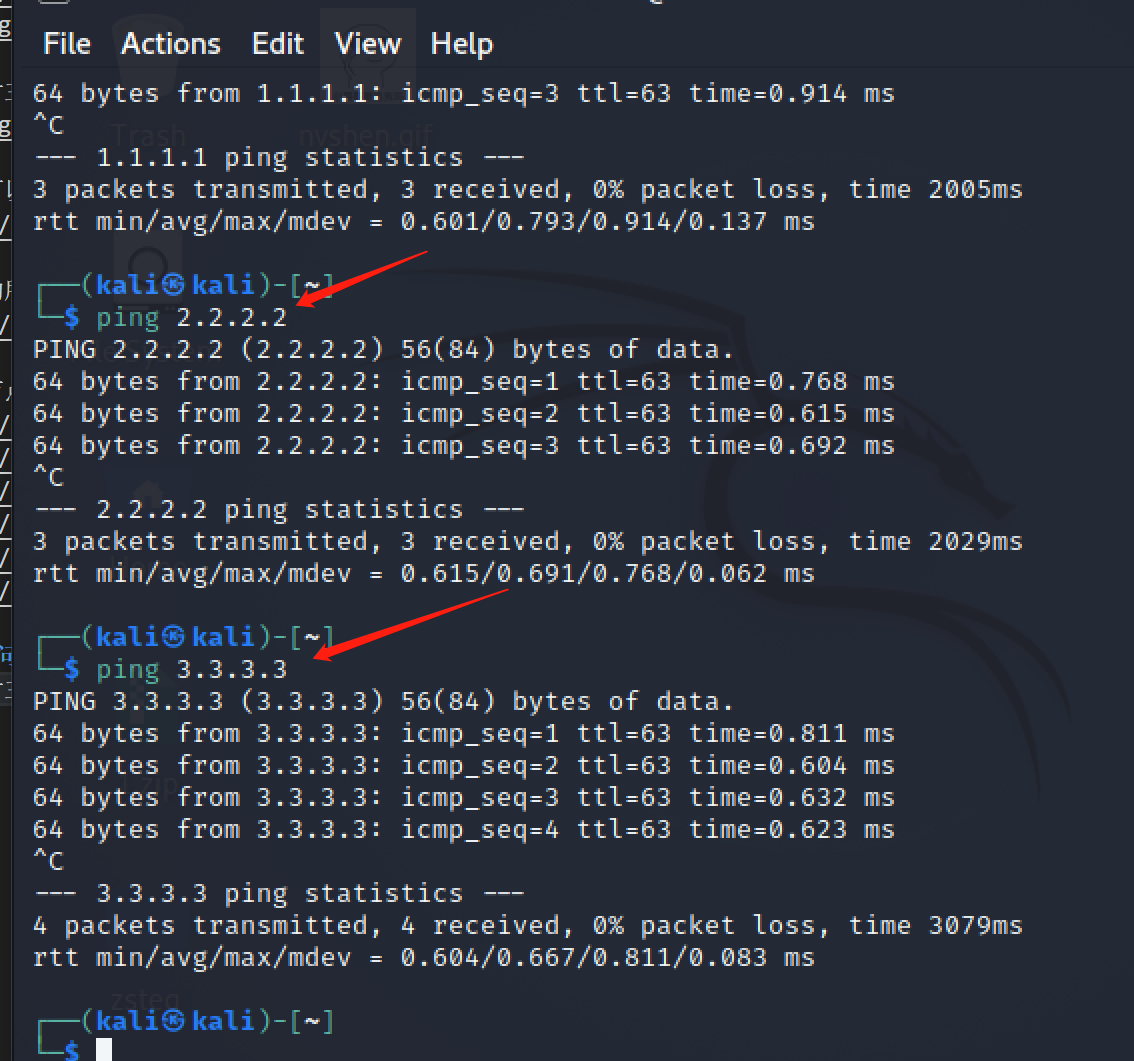 File Actions Edit View Help
64 bytes from 1.1.1.1: icmp_seq=3 ttl=63 time=0.914 ms
^C
--- 1.1.1.1 ping statistics ---
3 packets transmitted, 3 received, 0% packet loss, time 2005ms
rtt min/avg/max/mdev = 0.601/0.793/0.914/0.137 ms
┌──(kali㉿kali)-[~]
└─$ ping 2.2.2.2
PING 2.2.2.2 (2.2.2.2) 56(84) bytes of data.
64 bytes from 2.2.2.2: icmp_seq=1 ttl=63 time=0.768 ms
64 bytes from 2.2.2.2: icmp_seq=2 ttl=63 time=0.615 ms
64 bytes from 2.2.2.2: icmp_seq=3 ttl=63 time=0.692 ms
^C
--- 2.2.2.2 ping statistics ---
3 packets transmitted, 3 received, 0% packet loss, time 2029ms
rtt min/avg/max/mdev = 0.615/0.691/0.768/0.062 ms
┌──(kali㉿kali)-[~]
└─$ ping 3.3.3.3
PING 3.3.3.3 (3.3.3.3) 56(84) bytes of data.
64 bytes from 3.3.3.3: icmp_seq=1 ttl=63 time=0.811 ms
64 bytes from 3.3.3.3: icmp_seq=2 ttl=63 time=0.604 ms
64 bytes from 3.3.3.3: icmp_seq=3 ttl=63 time=0.632 ms
64 bytes from 3.3.3.3: icmp_seq=4 ttl=63 time=0.623 ms
^C
--- 3.3.3.3 ping statistics ---
4 packets transmitted, 4 received, 0% packet loss, time 3079ms
rtt min/avg/max/mdev = 0.604/0.667/0.811/0.083 ms
┌──(kali㉿kali)-[~]
└─$
Trash
nvshen.gif
zsteg